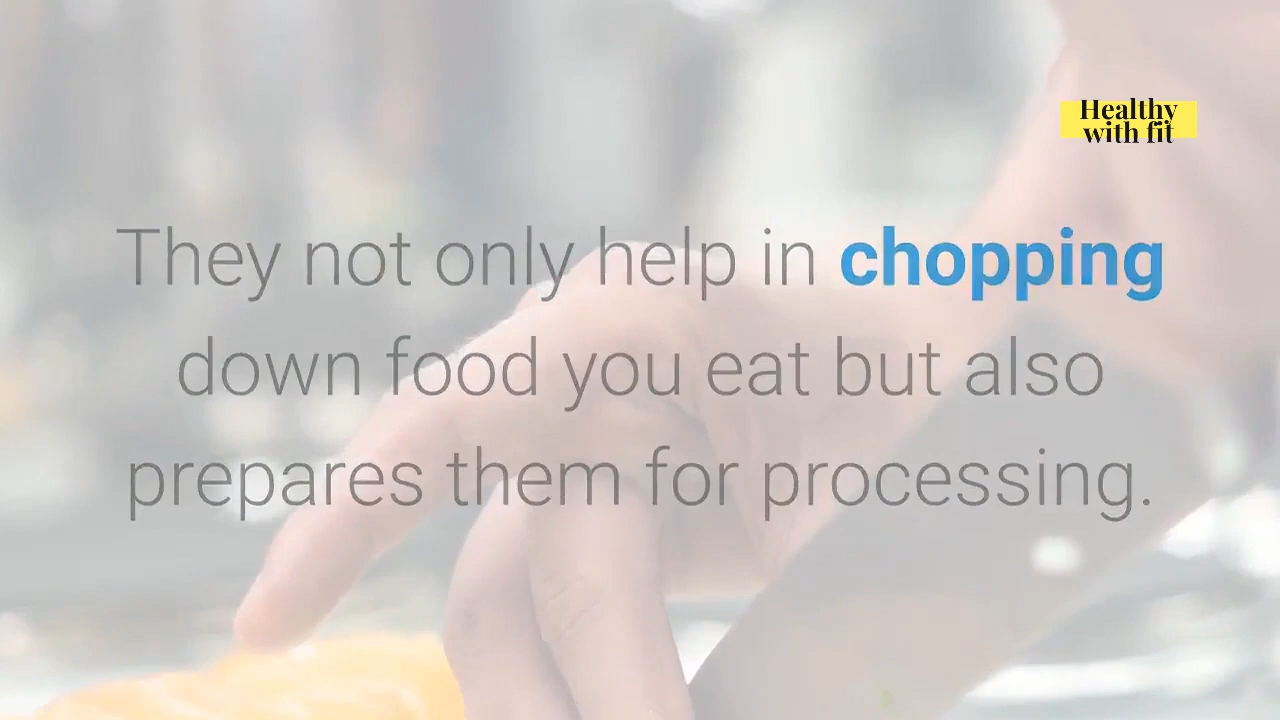 Healthy
with fit
They not only help in chopping
down food you eat but also
prepares them for processing.